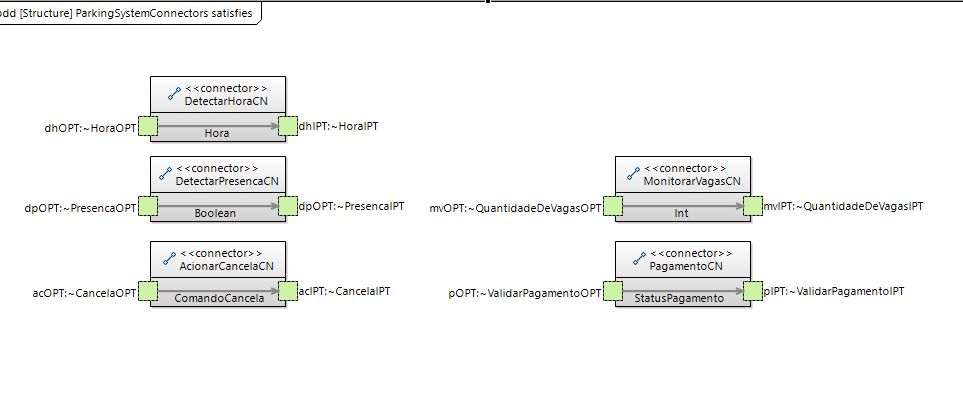 bdd [Structure] ParkingSystemConnectors satisfies
<<connector>>
DetectarHoraCN
dhOPT:~HoraOPT
dhIPT:~HoraIPT
Hora
<<connector>>
DetectarPresencaCN
dpOPT:~PresencaOPT
dpOPT:~PresencaIPT
Boolean
<<connector>>
MonitorarVagasCN
mvOPT:~QuantidadeDeVagasOPT
mvIPT:~QuantidadeDeVagasIPT
Int
<<connector>>
AcionarCancelaCN
acOPT:~CancelaOPT
acIPT:~CancelaIPT
ComandoCancela
<<connector>>
PagamentoCN
pOPT:~ValidarPagamentoOPT
pIPT:~ValidarPagamentoIPT
StatusPagamento